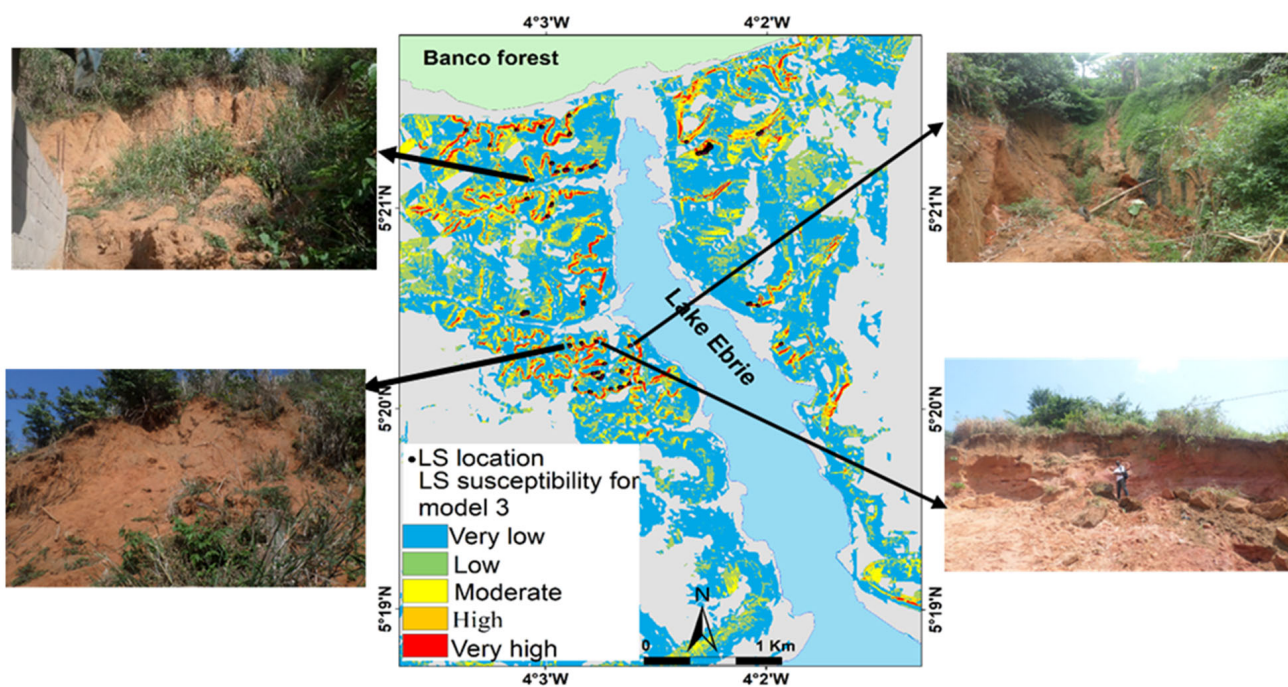 4°3'W
4°2'W
Banco forest
5°21'N
5°21'N
Lake Ebrie
5°20'N
5°20'N
LS location
LS susceptibility for
model 3
Very low
Low
Moderate
High
Very high
N
0
1 Km
5°19'N
5°19'N
4°3'W
4°2'W